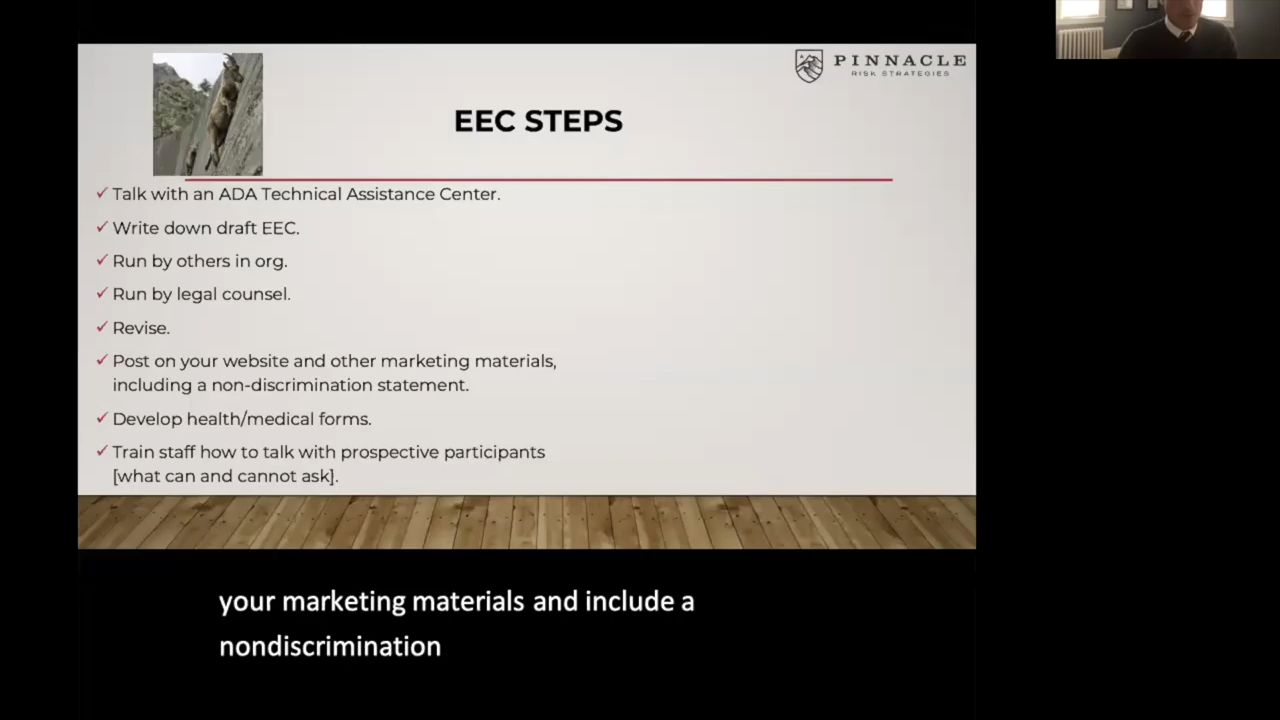 PINNACLE
RISK STRATEGIES
EEC STEPS
✓ Talk with an ADA Technical Assistance Center.
✓ Write down draft EEC.
✓ Run by others in org.
✓ Run by legal counsel.
✓ Revise.
✓ Post on your website and other marketing materials,
including a non-discrimination statement.
✓ Develop health/medical forms.
✓ Train staff how to talk with prospective participants
[what can and cannot ask].
your marketing materials and include a
nondiscrimination